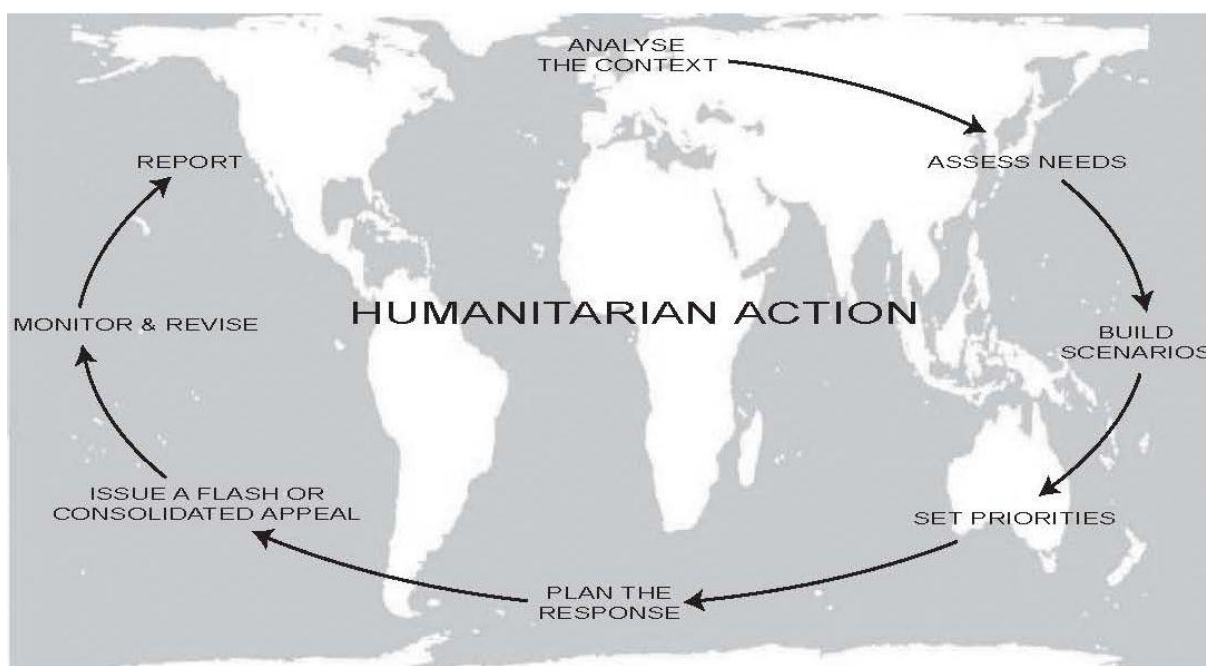 ANALYSE
THE CONTEXT
ASSESS NEEDS
BUILD
SCENARIOS
SET PRIORITIES
PLAN THE
RESPONSE
ISSUE A FLASH OR
CONSOLIDATED APPEAL
MONITOR & REVISE
REPORT
HUMANITARIAN ACTION